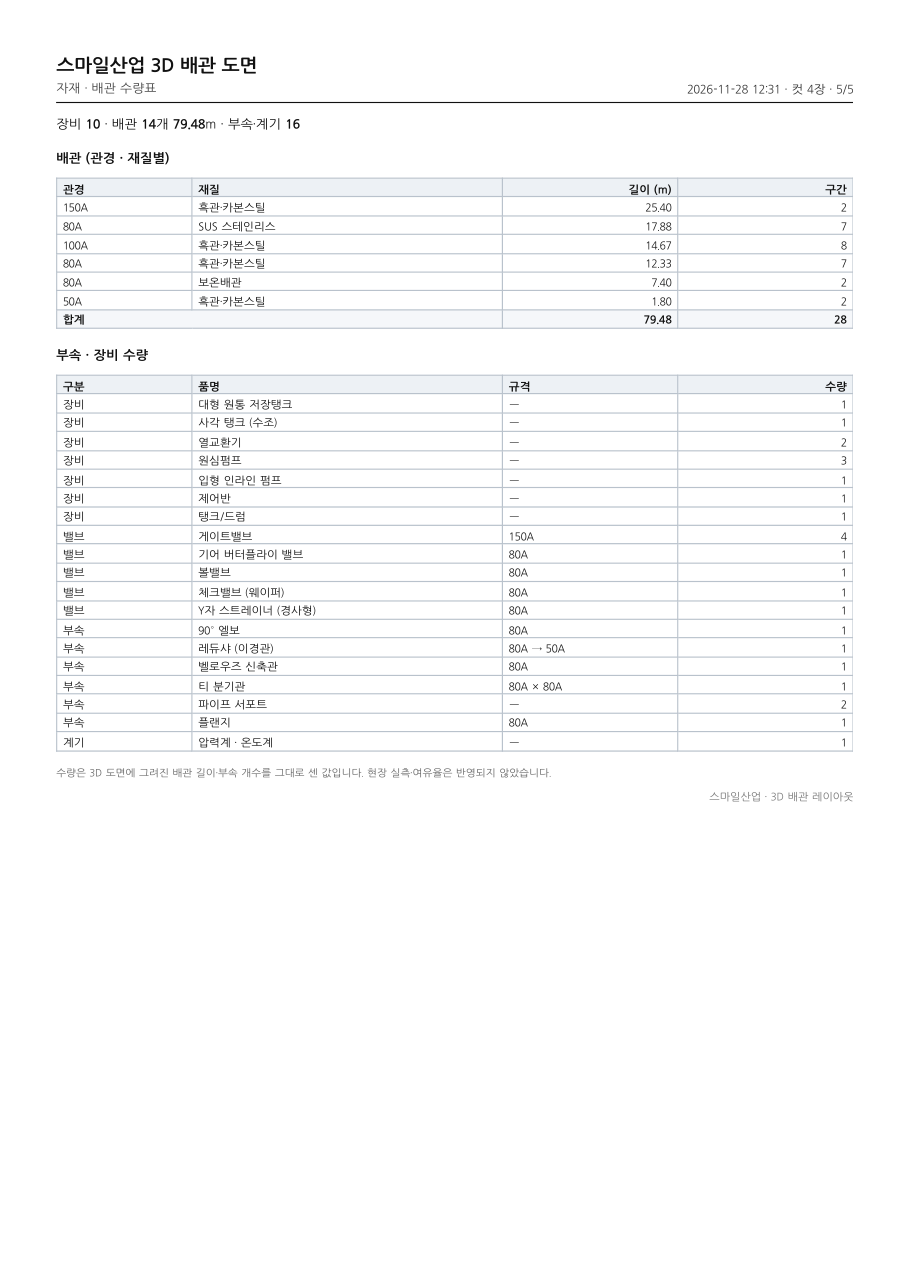 스마일산업 3D 배관 도면
자재 · 배관 수량표
2026-11-28 12:31 · 컷 4장 · 5/5
장비 10 · 배관 14개 79.48m · 부속·계기 16
배관 (관경 · 재질별)
관경 재질 길이 (m) 구간
150A 흑관·카본스틸 25.40 2
80A SUS 스테인리스 17.88 7
100A 흑관·카본스틸 14.67 8
80A 흑관·카본스틸 12.33 7
80A 보온배관 7.40 2
50A 흑관·카본스틸 1.80 2
합계 79.48 28
부속 · 장비 수량
구분 품명 규격 수량
장비 대형 원통 저장탱크 — 1
장비 사각 탱크 (수조) — 1
장비 열교환기 — 2
장비 원심펌프 — 3
장비 입형 인라인 펌프 — 1
장비 제어반 — 1
장비 탱크/드럼 — 1
밸브 게이트밸브 150A 4
밸브 기어 버터플라이 밸브 80A 1
밸브 볼밸브 80A 1
밸브 체크밸브 (웨이퍼) 80A 1
밸브 Y자 스트레이너 (경사형) 80A 1
부속 90° 엘보 80A 1
부속 레듀샤 (이경관) 80A → 50A 1
부속 벨로우즈 신축관 80A 1
부속 티 분기관 80A × 80A 1
부속 파이프 서포트 — 2
부속 플랜지 80A 1
계기 압력계 · 온도계 — 1
수량은 3D 도면에 그려진 배관 길이·부속 개수를 그대로 센 값입니다. 현장 실측·여유율은 반영되지 않았습니다.
스마일산업 · 3D 배관 레이아웃